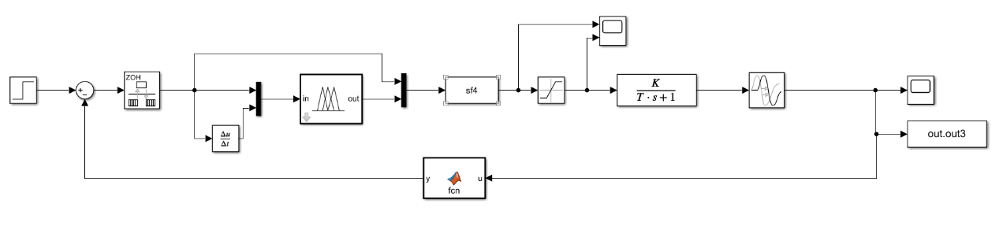 ZOH
+
−
Δu
Δt
in
out
sf4
K
T · s + 1
out.out3
y
u
fcn